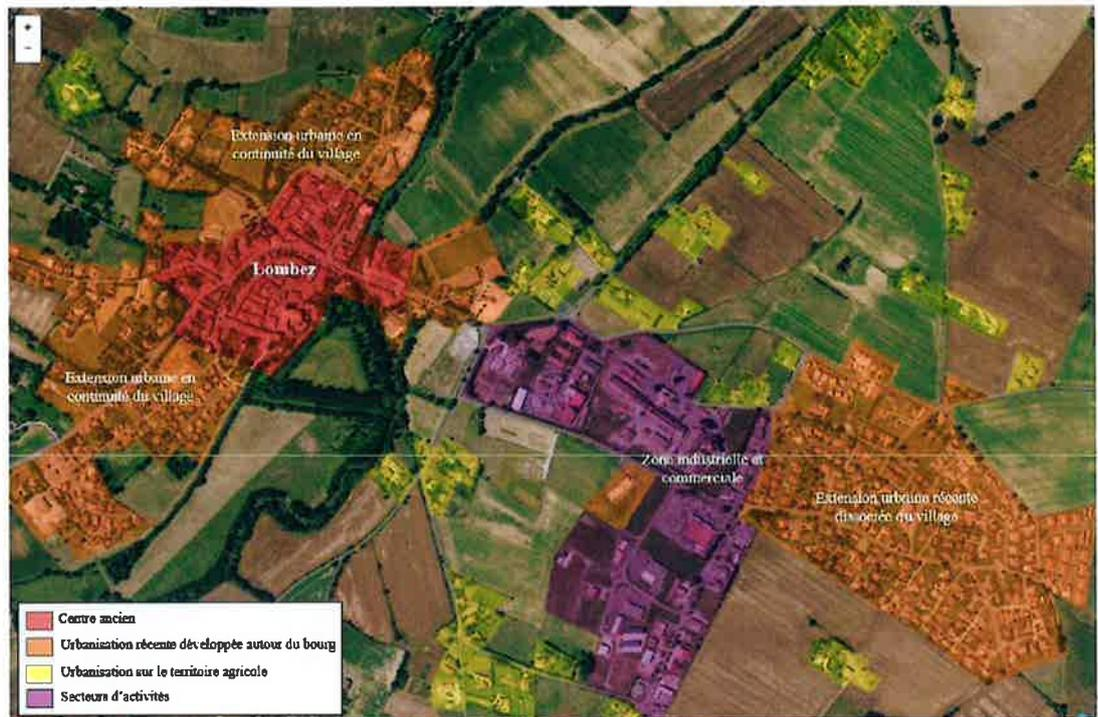 +
-
Extension urbaine en
continuité du village
Lombez
Extension urbaine en
continuité du village
Zone industrielle et
commerciale
Extension urbaine récente
dissociée du village
Centre ancien
Urbanisation récente développée autour du bourg
Urbanisation sur le territoire agricole
Secteurs d'activités